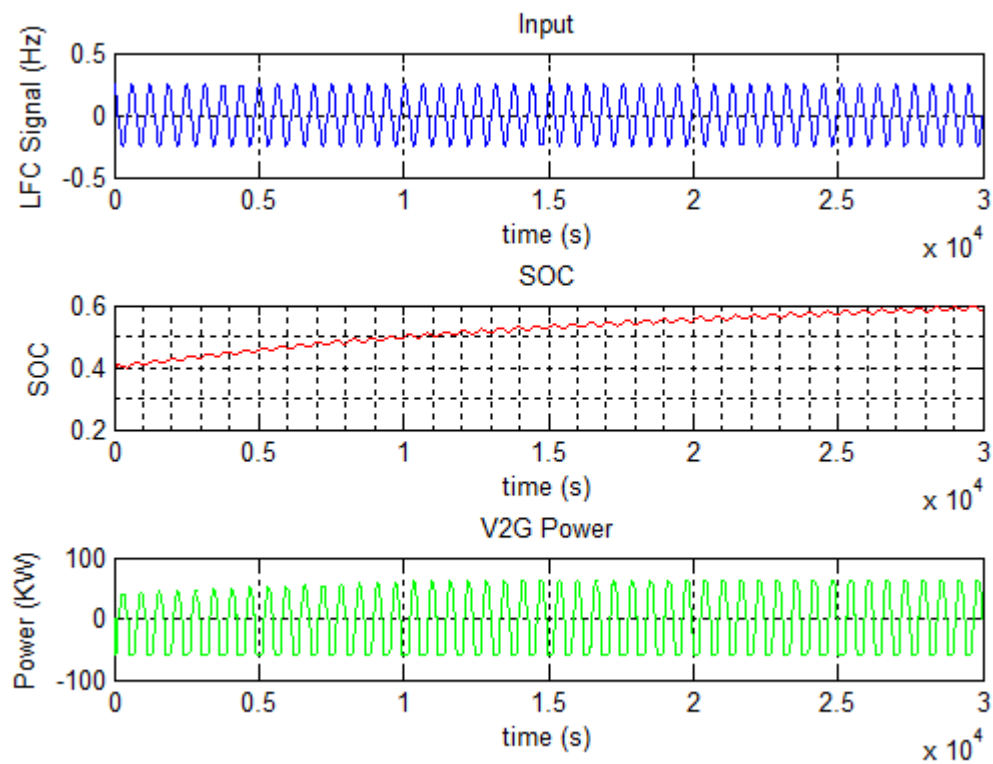 Input
LFC Signal (Hz)
0.5
0
-0.5
0 0.5 1 1.5 2 2.5 3
time (s)
x 10^4
SOC
SOC
0.6
0.4
0.2
0 0.5 1 1.5 2 2.5 3
time (s)
x 10^4
V2G Power
Power (KW)
100
0
-100
0 0.5 1 1.5 2 2.5 3
time (s)
x 10^4